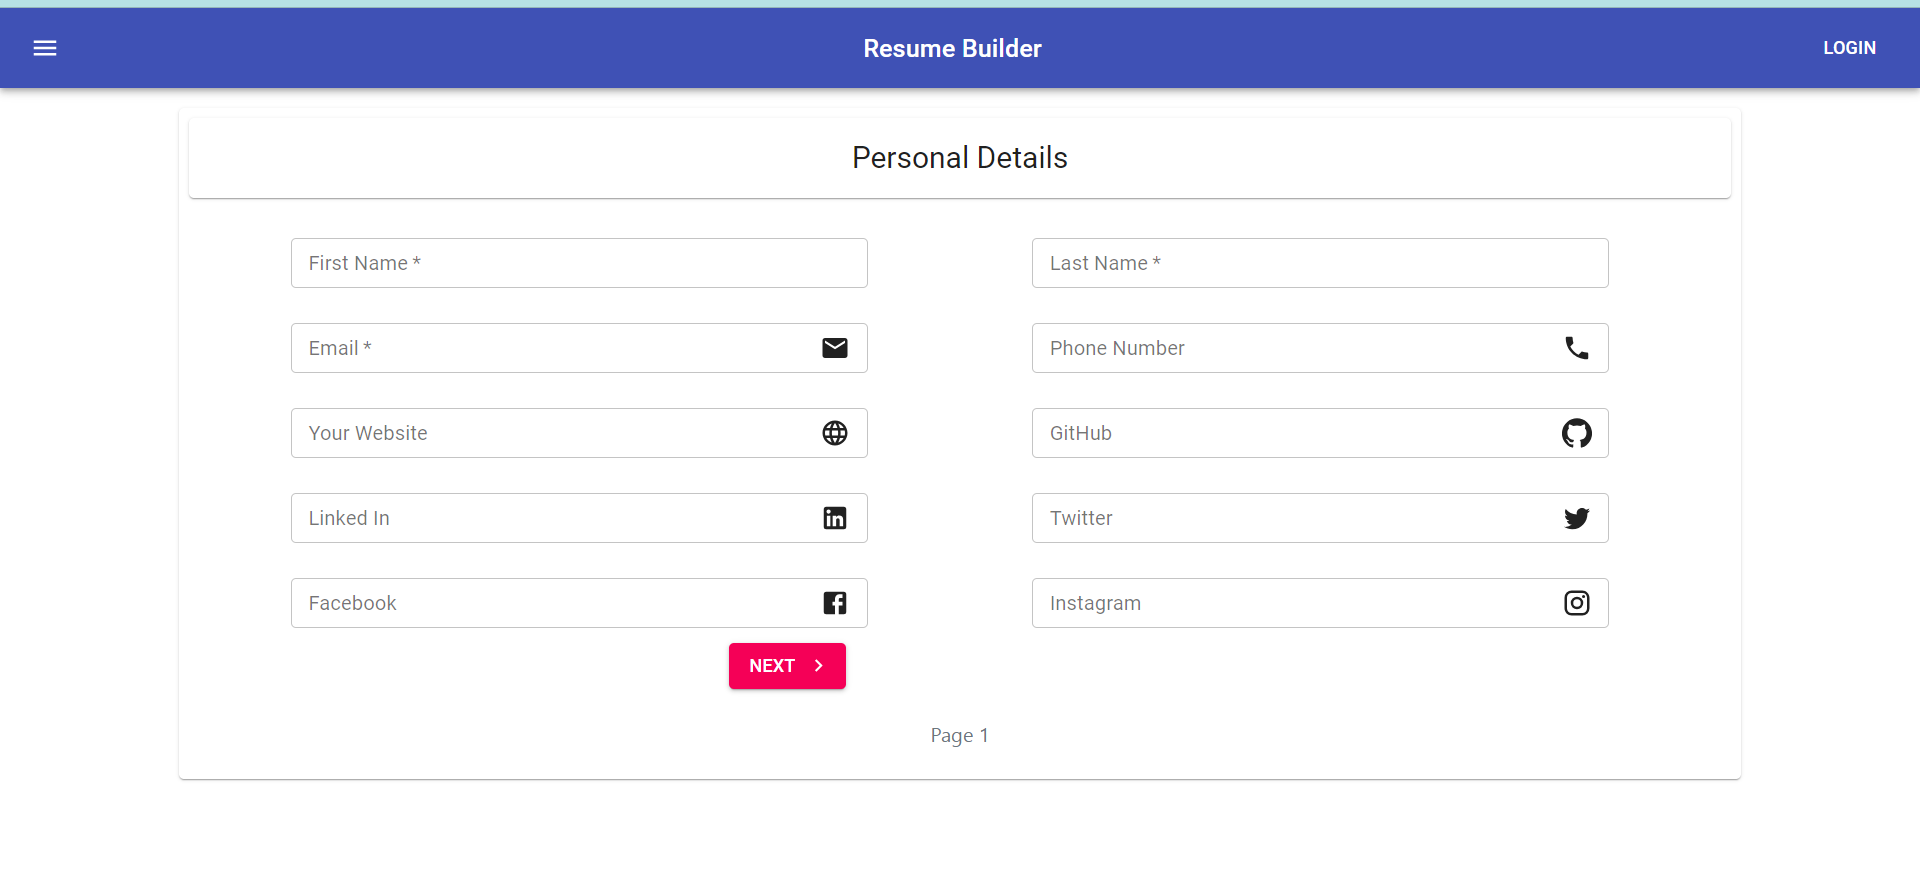 Resume Builder
LOGIN
Personal Details
First Name *
Last Name *
Email *
Phone Number
Your Website
GitHub
Linked In
Twitter
Facebook
Instagram
NEXT
Page 1